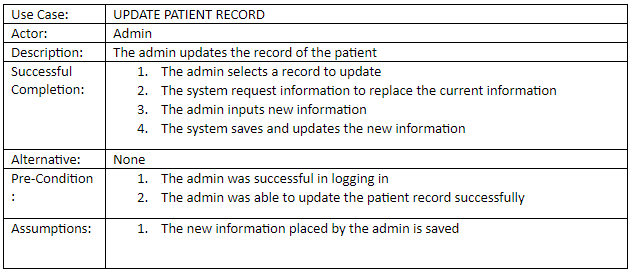 Use Case: UPDATE PATIENT RECORD
Actor: Admin
Description: The admin updates the record of the patient
Successful 1. The admin selects a record to update
Completion: 2. The system request information to replace the current information
3. The admin inputs new information
4. The system saves and updates the new information
Alternative: None
Pre-Condition 1. The admin was successful in logging in
: 2. The admin was able to update the patient record successfully
Assumptions: 1. The new information placed by the admin is saved